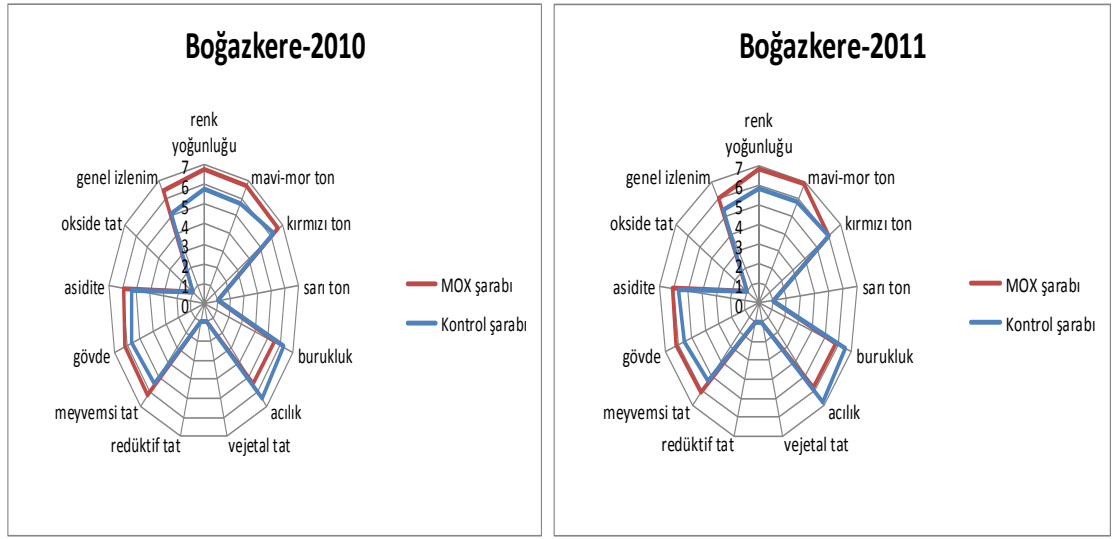 Boğazkere-2010
renk
yoğunluğu
mavi-mor ton
kırmızı ton
sarı ton
burukluk
acılık
vejetal tat
redüktif tat
meyvemsi tat
gövde
asidite
okside tat
genel izlenim
7
6
5
4
3
2
1
0
MOX şarabı
Kontrol şarabı
Boğazkere-2011
renk
yoğunluğu
mavi-mor ton
kırmızı ton
sarı ton
burukluk
acılık
vejetal tat
redüktif tat
meyvemsi tat
gövde
asidite
okside tat
genel izlenim
7
6
5
4
3
2
1
0
MOX şarabı
Kontrol şarabı